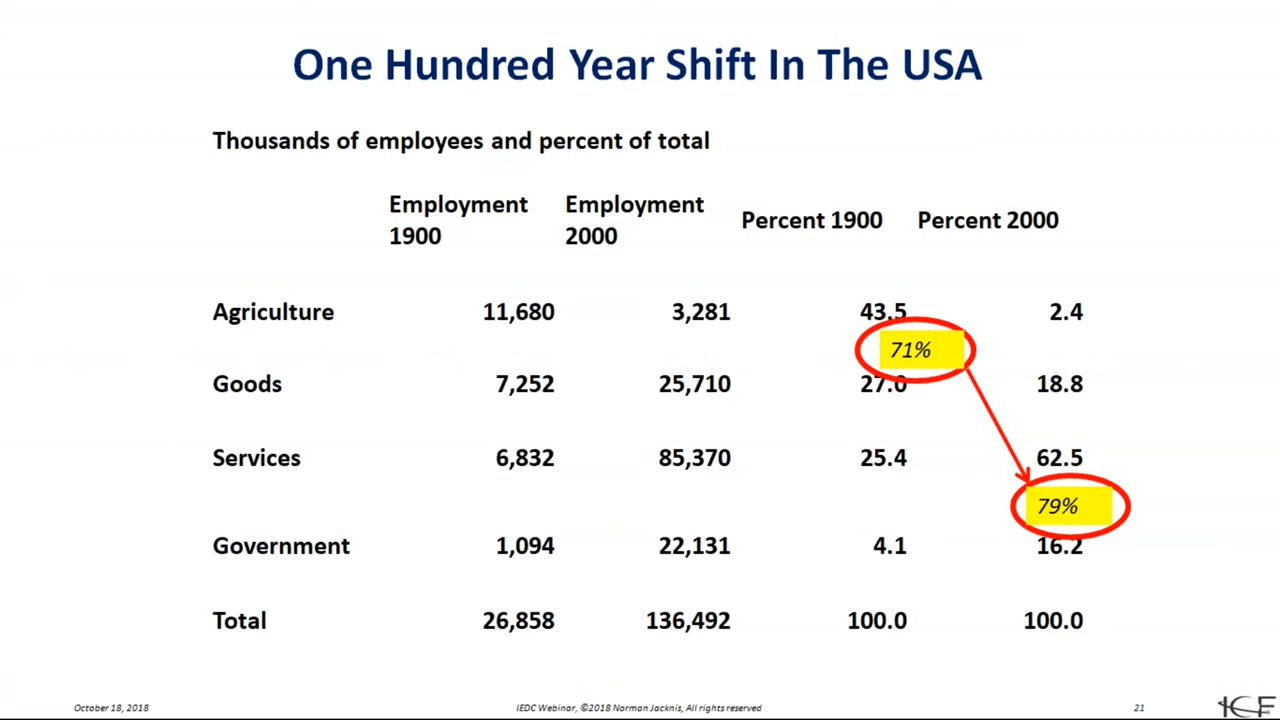 One Hundred Year Shift In The USA
Thousands of employees and percent of total
Employment 1900 Employment 2000 Percent 1900 Percent 2000
Agriculture 11,680 3,281 43.5 2.4
71%
Goods 7,252 25,710 27.0 18.8
Services 6,832 85,370 25.4 62.5
79%
Government 1,094 22,131 4.1 16.2
Total 26,858 136,492 100.0 100.0
October 18, 2018 IEDC Webinar, ©2018 Norman Jacknis, All rights reserved 21 ICF